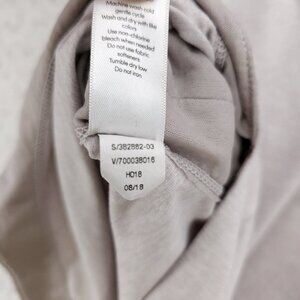 Machine wash cold
gentle cycle
Wash and dry with like
colors
Use non-chlorine
bleach when needed
Do not use fabric
softeners
Tumble dry low
Do not iron
S/382882-03
V/700038016
HO18
08/18